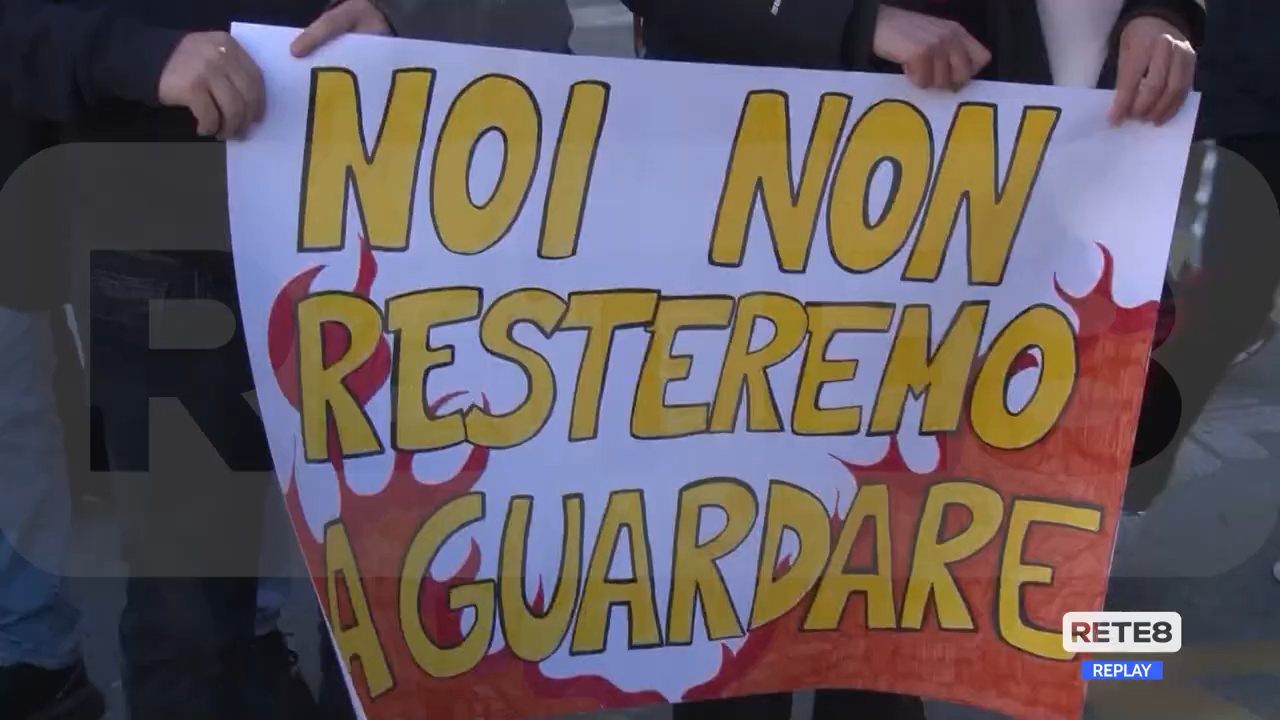 NOI NON
RESTEREMO
A GUARDARE
RETE8
REPLAY